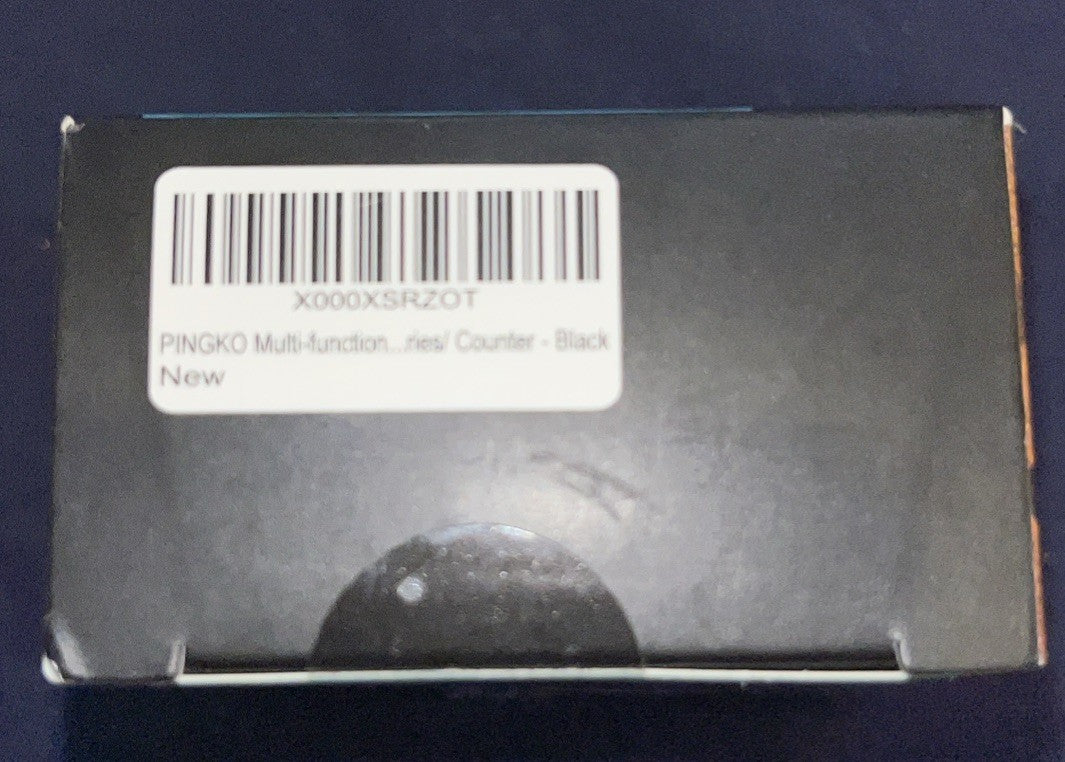 X000XSRZOT
PINGKO Multi-function...ries/ Counter - Black
New